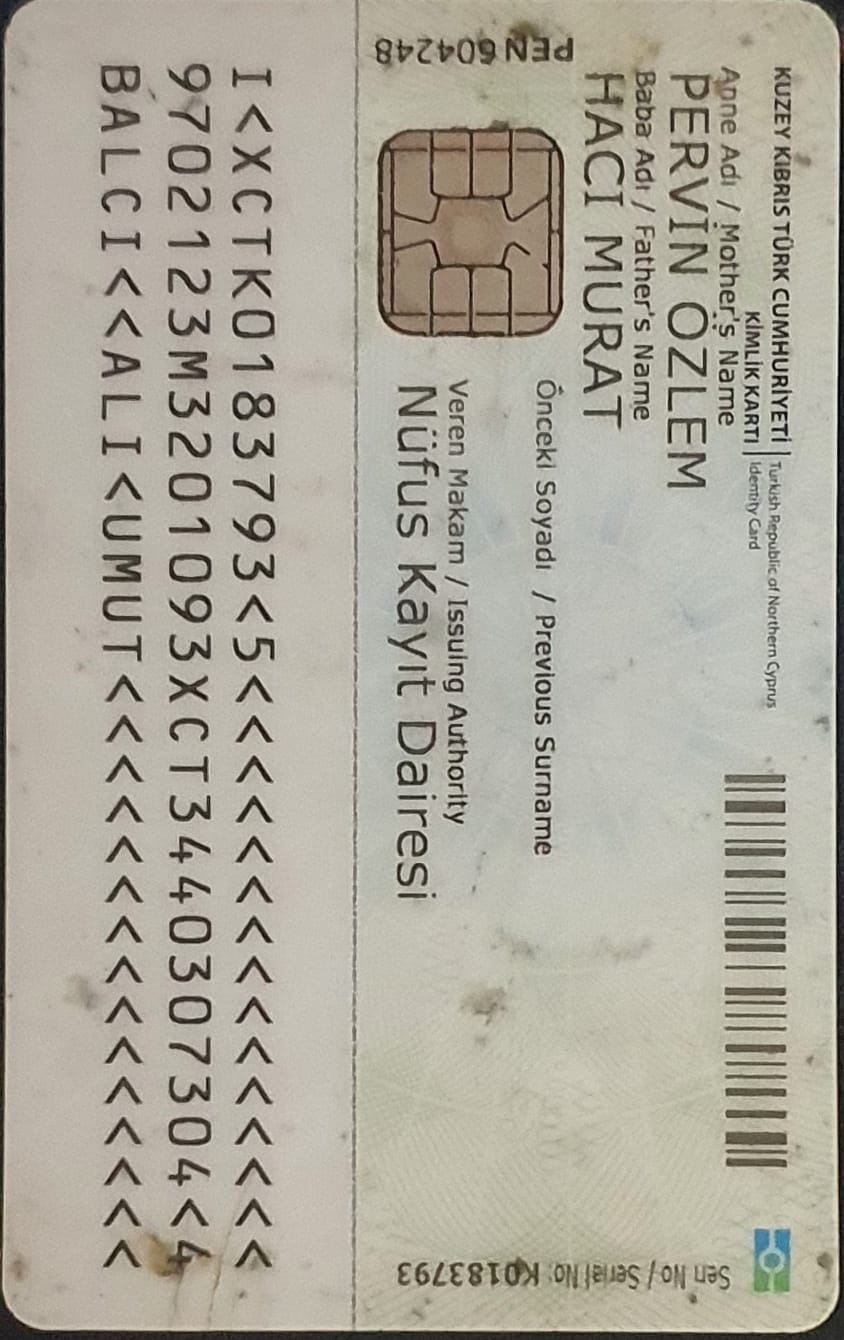 KUZEY KIBRIS TÜRK CUMHURİYETİ | Turkish Republic of Northern Cyprus
KİMLİK KARTI | Identity Card
Anne Adı / Mother's Name
PERVİN ÖZLEM
Baba Adı / Father's Name
HACI MURAT
PEN 604248
Önceki Soyadı / Previous Surname
Veren Makam / Issuing Authority
Nüfus Kayıt Dairesi
Seri No / Serial No: K0183793
I<XCTK0183793<5<<<<<<<<<<<<<<<
9702123M3201093XCT3440307304<4
BALCI<<ALI<UMUT<<<<<<<<<<<<<<<